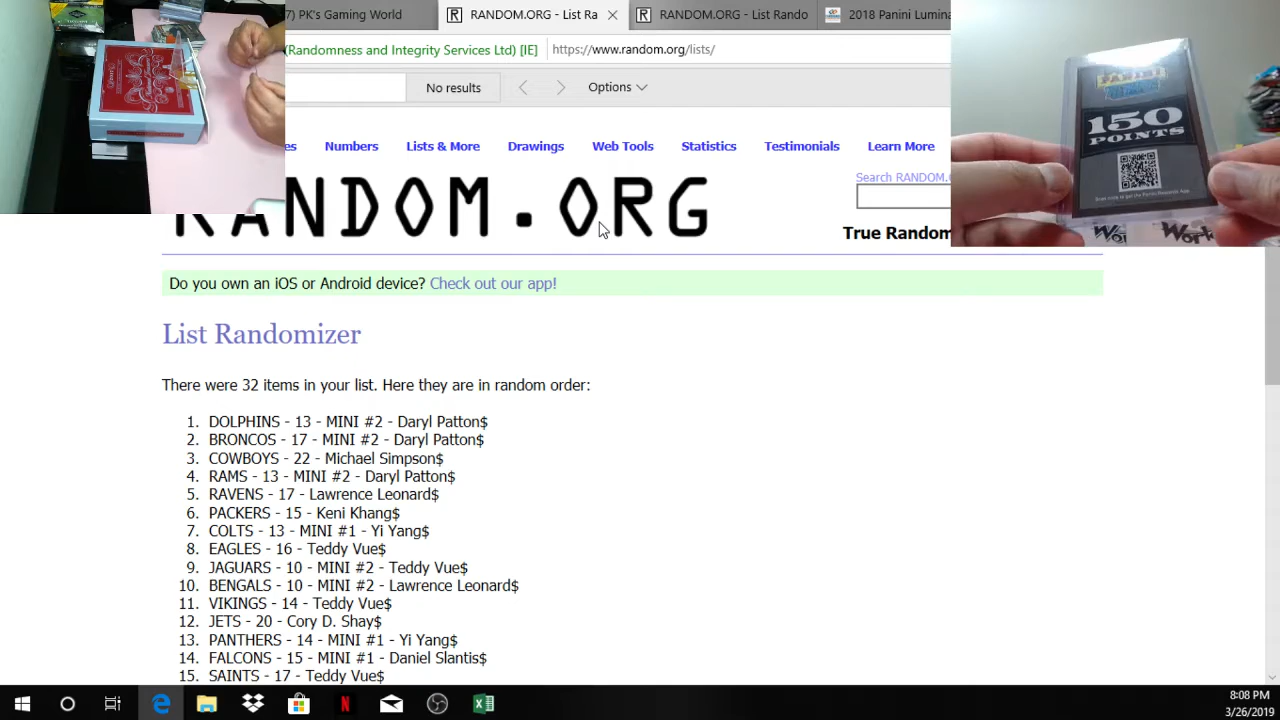 7) PK's Gaming World
RANDOM.ORG - List Ra
RANDOM.ORG - List Rando
2018 Panini Lumina
(Randomness and Integrity Services Ltd) [IE]
https://www.random.org/lists/
No results
Options
es
Numbers
Lists & More
Drawings
Web Tools
Statistics
Testimonials
Learn More
Search RANDOM.O
RANDOM.ORG
True Random
150
POINTS
Do you own an iOS or Android device? Check out our app!
List Randomizer
There were 32 items in your list. Here they are in random order:
1. DOLPHINS - 13 - MINI #2 - Daryl Patton$
2. BRONCOS - 17 - MINI #2 - Daryl Patton$
3. COWBOYS - 22 - Michael Simpson$
4. RAMS - 13 - MINI #2 - Daryl Patton$
5. RAVENS - 17 - Lawrence Leonard$
6. PACKERS - 15 - Keni Khang$
7. COLTS - 13 - MINI #1 - Yi Yang$
8. EAGLES - 16 - Teddy Vue$
9. JAGUARS - 10 - MINI #2 - Teddy Vue$
10. BENGALS - 10 - MINI #2 - Lawrence Leonard$
11. VIKINGS - 14 - Teddy Vue$
12. JETS - 20 - Cory D. Shay$
13. PANTHERS - 14 - MINI #1 - Yi Yang$
14. FALCONS - 15 - MINI #1 - Daniel Slantis$
15. SAINTS - 17 - Teddy Vue$
8:08 PM
3/26/2019